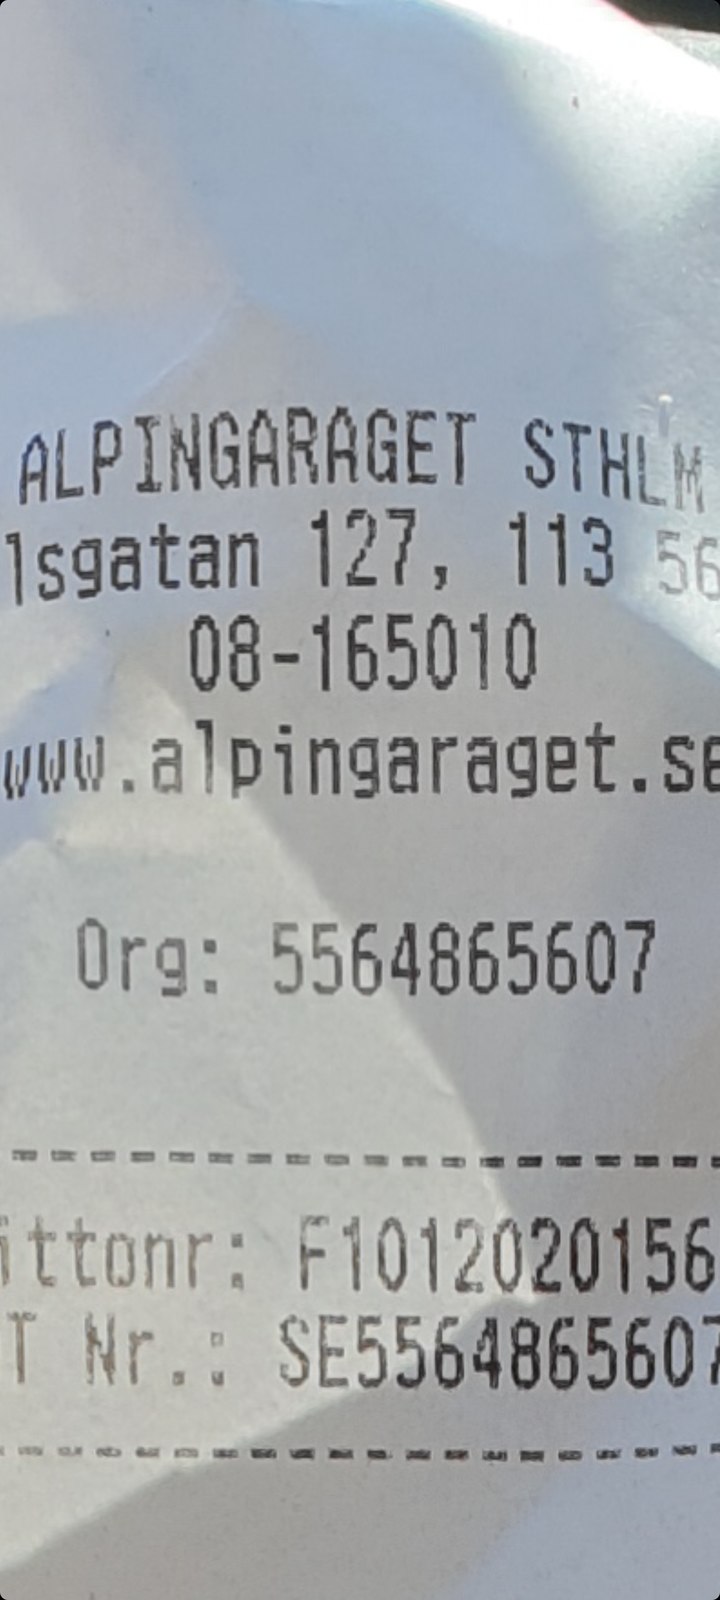 ALPINGARAGET STHLM
lsgatan 127, 113 56
08-165010
www.alpingaraget.se
Org: 5564865607
ittonr: F1012020156
T Nr.: SE5564865607